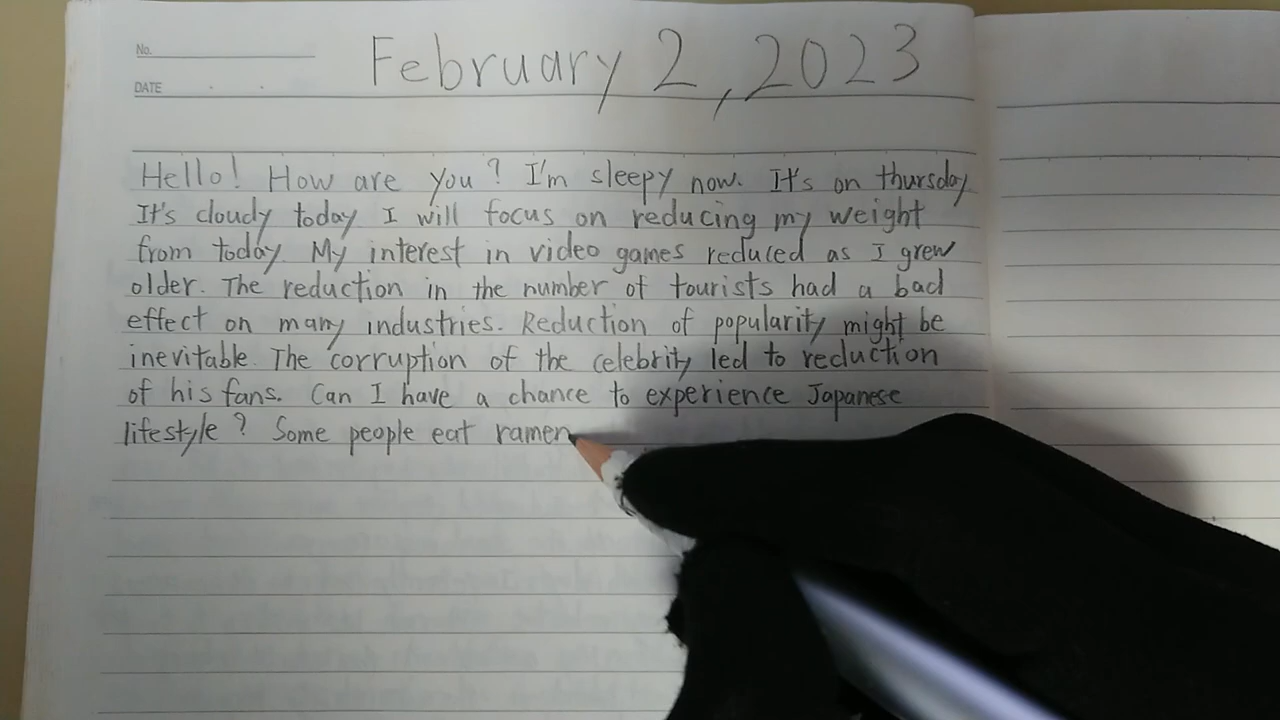 No.
February 2, 2023
DATE
Hello! How are you? I'm sleepy now. It's on thursday
It's cloudy today I will focus on reducing my weight
from today. My interest in video games reduced as I grew
older. The reduction in the number of tourists had a bad
effect on many industries. Reduction of popularity might be
inevitable. The corruption of the celebrity led to reduction
of his fans. Can I have a chance to experience Japanese
lifestyle? Some people eat ramen